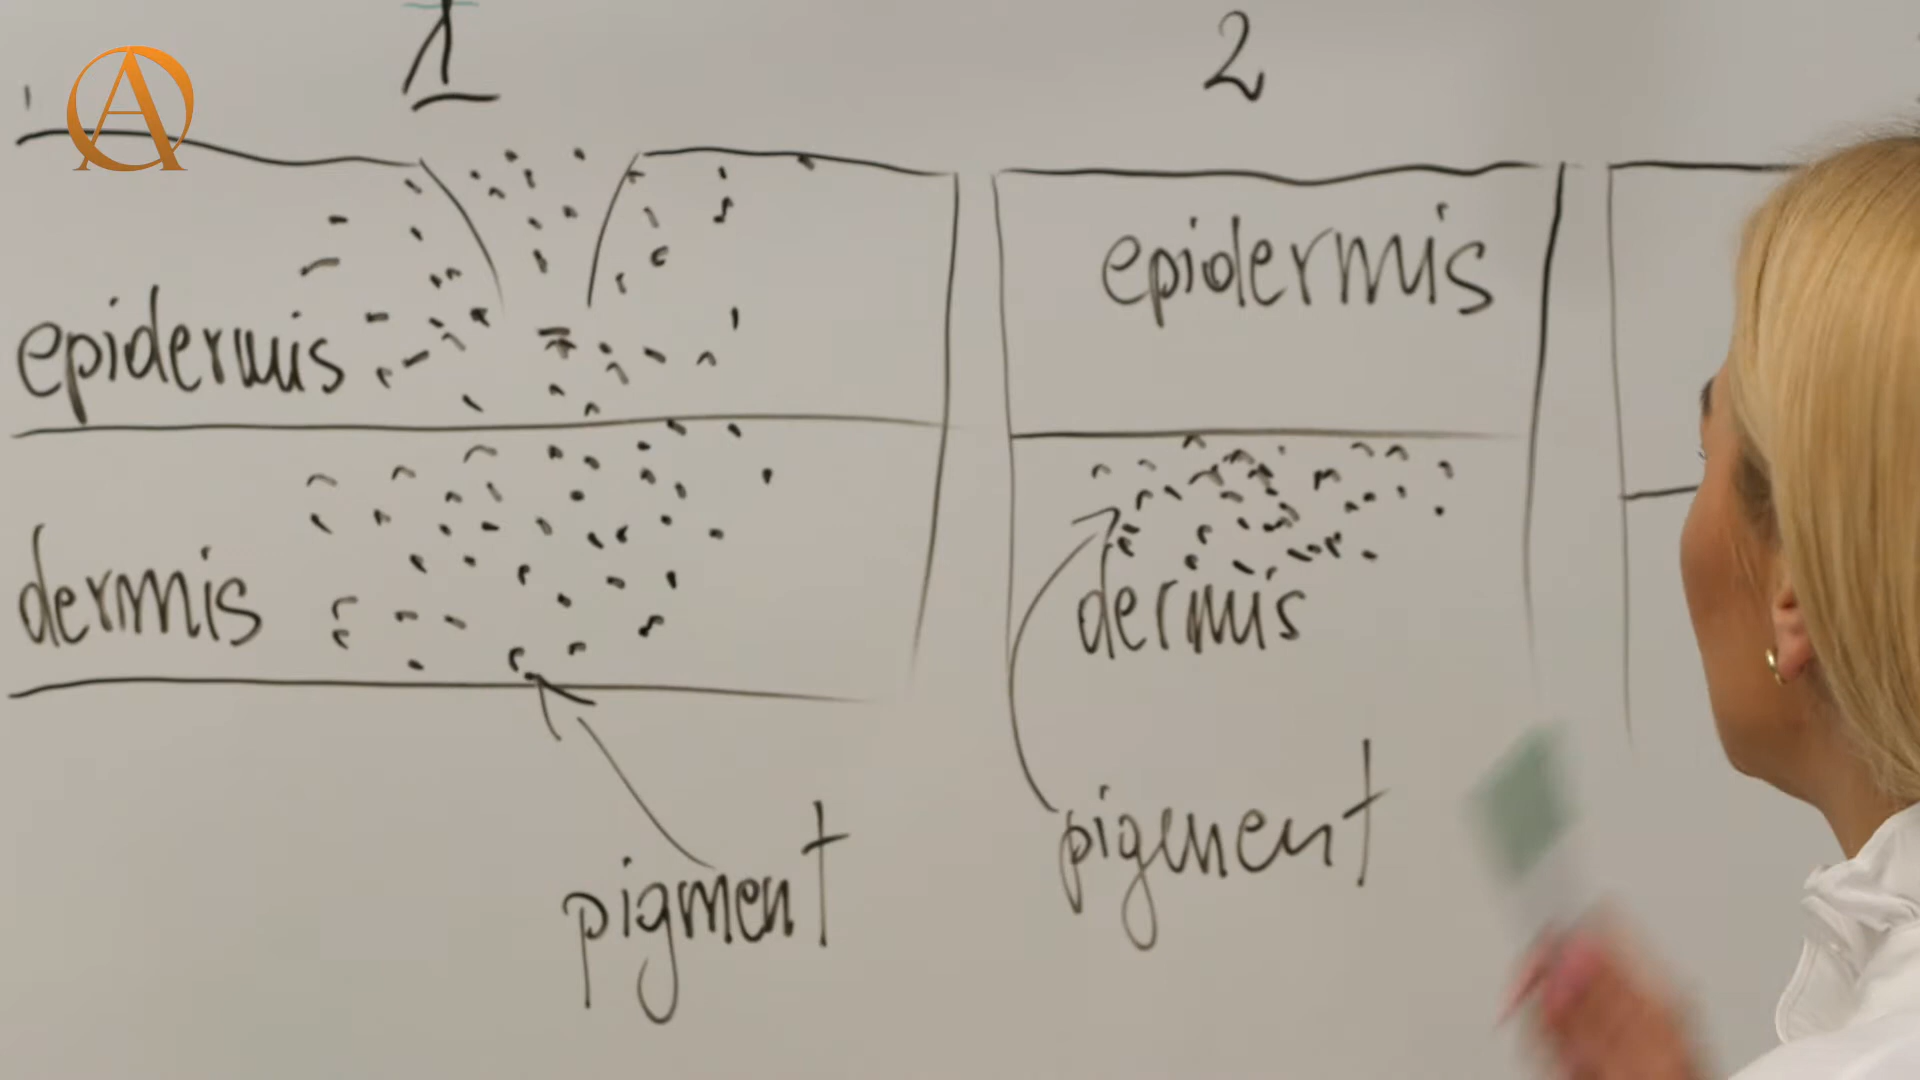 1
epidermis
dermis
pigment
2
epidermis
dermis
pigment